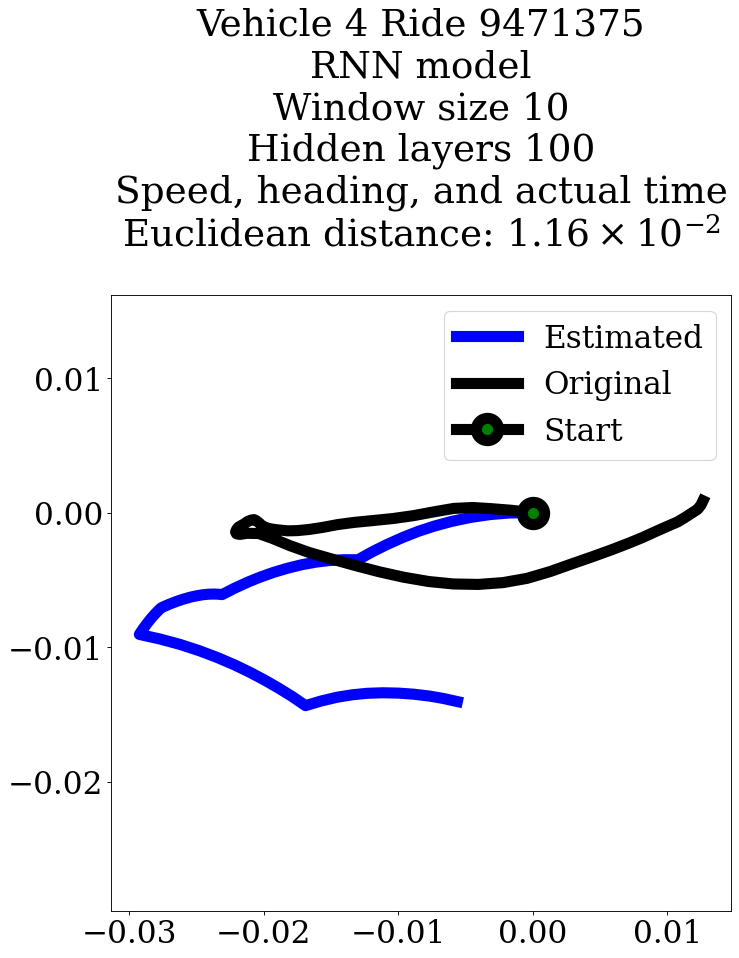 Vehicle 4 Ride 9471375
RNN model
Window size 10
Hidden layers 100
Speed, heading, and actual time
Euclidean distance: 1.16 × 10⁻²
Estimated
Original
Start
0.01
0.00
−0.01
−0.02
−0.03 −0.02 −0.01 0.00 0.01